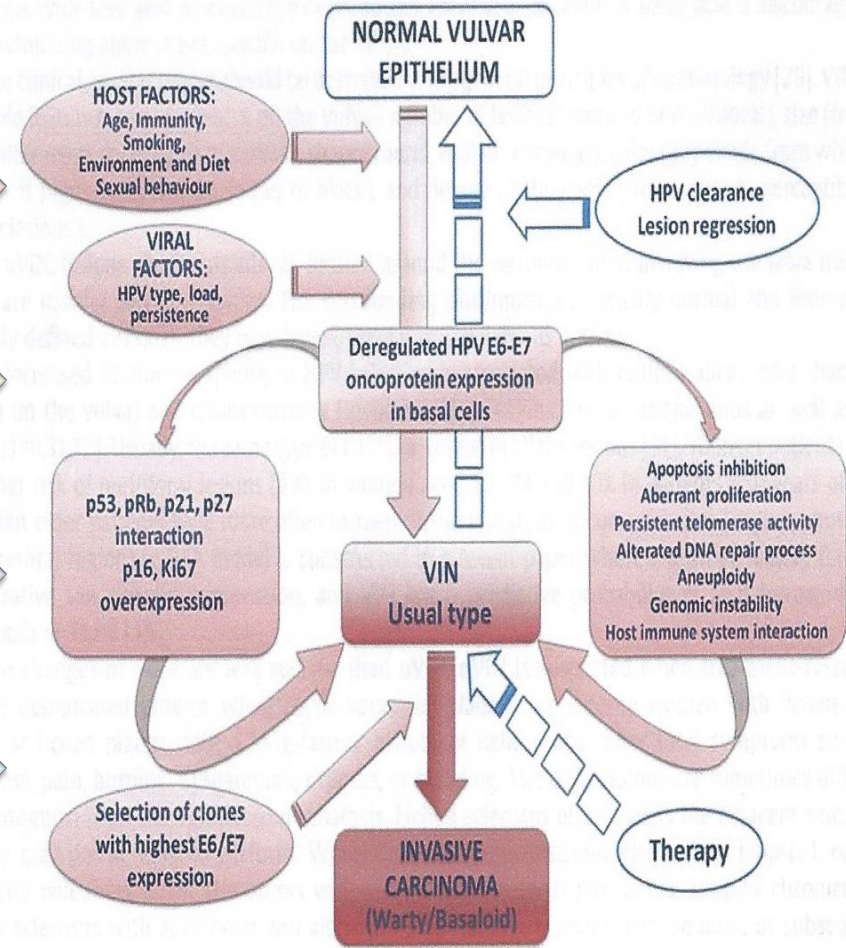 NORMAL VULVAR
EPITHELIUM
HOST FACTORS:
Age, Immunity,
Smoking,
Environment and Diet
Sexual behaviour
HPV clearance
Lesion regression
VIRAL
FACTORS:
HPV type, load,
persistence
Deregulated HPV E6-E7
oncoprotein expression
in basal cells
p53, pRb, p21, p27
interaction
p16, Ki67
overexpression
Apoptosis inhibition
Aberrant proliferation
Persistent telomerase activity
Altered DNA repair process
Aneuploidy
Genomic instability
Host immune system interaction
VIN
Usual type
Selection of clones
with highest E6/E7
expression
Therapy
INVASIVE
CARCINOMA
(Warty/Basaloid)